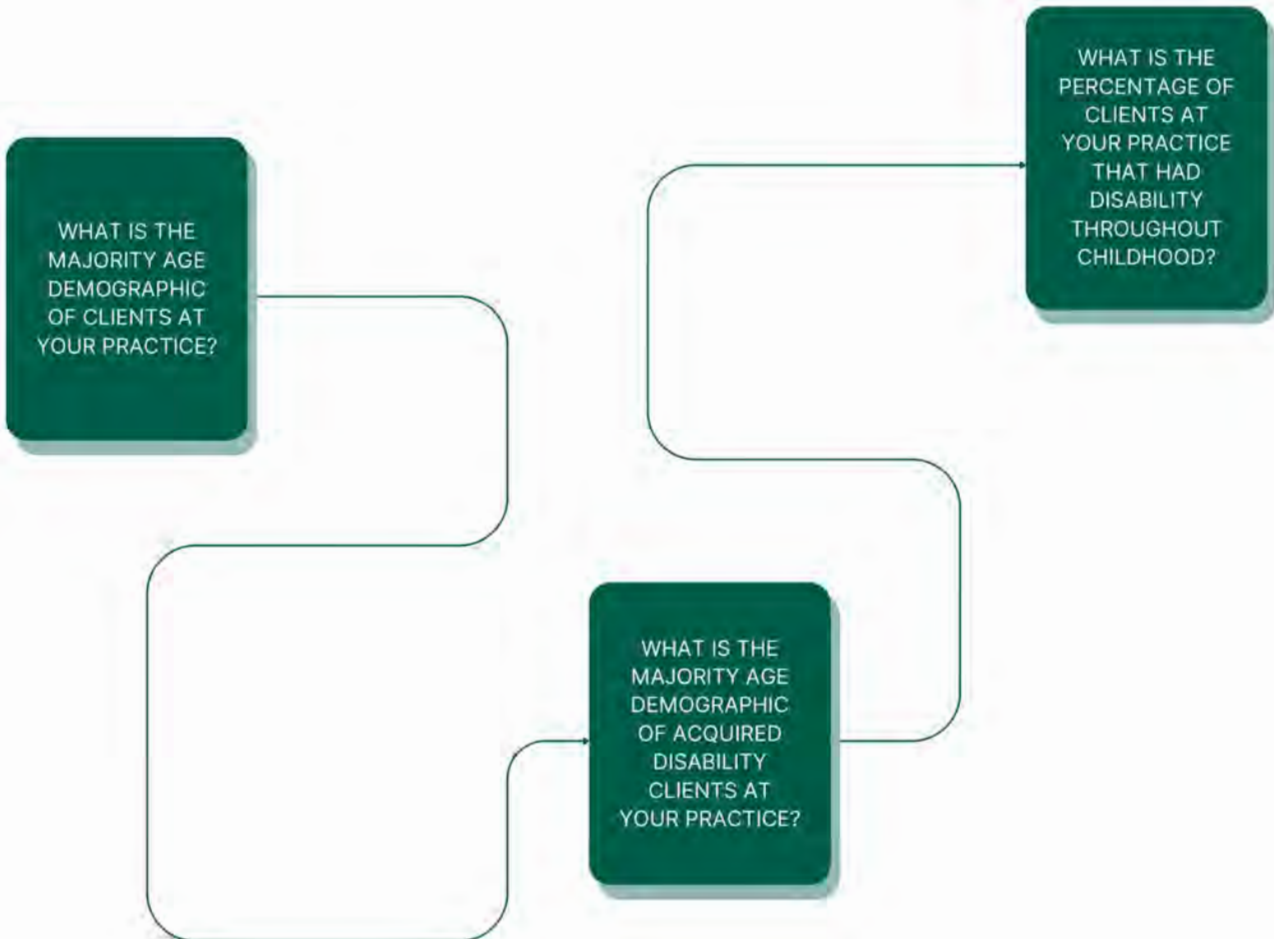 WHAT IS THE
MAJORITY AGE
DEMOGRAPHIC
OF CLIENTS AT
YOUR PRACTICE?
WHAT IS THE
MAJORITY AGE
DEMOGRAPHIC
OF ACQUIRED
DISABILITY
CLIENTS AT
YOUR PRACTICE?
WHAT IS THE
PERCENTAGE OF
CLIENTS AT
YOUR PRACTICE
THAT HAD
DISABILITY
THROUGHOUT
CHILDHOOD?